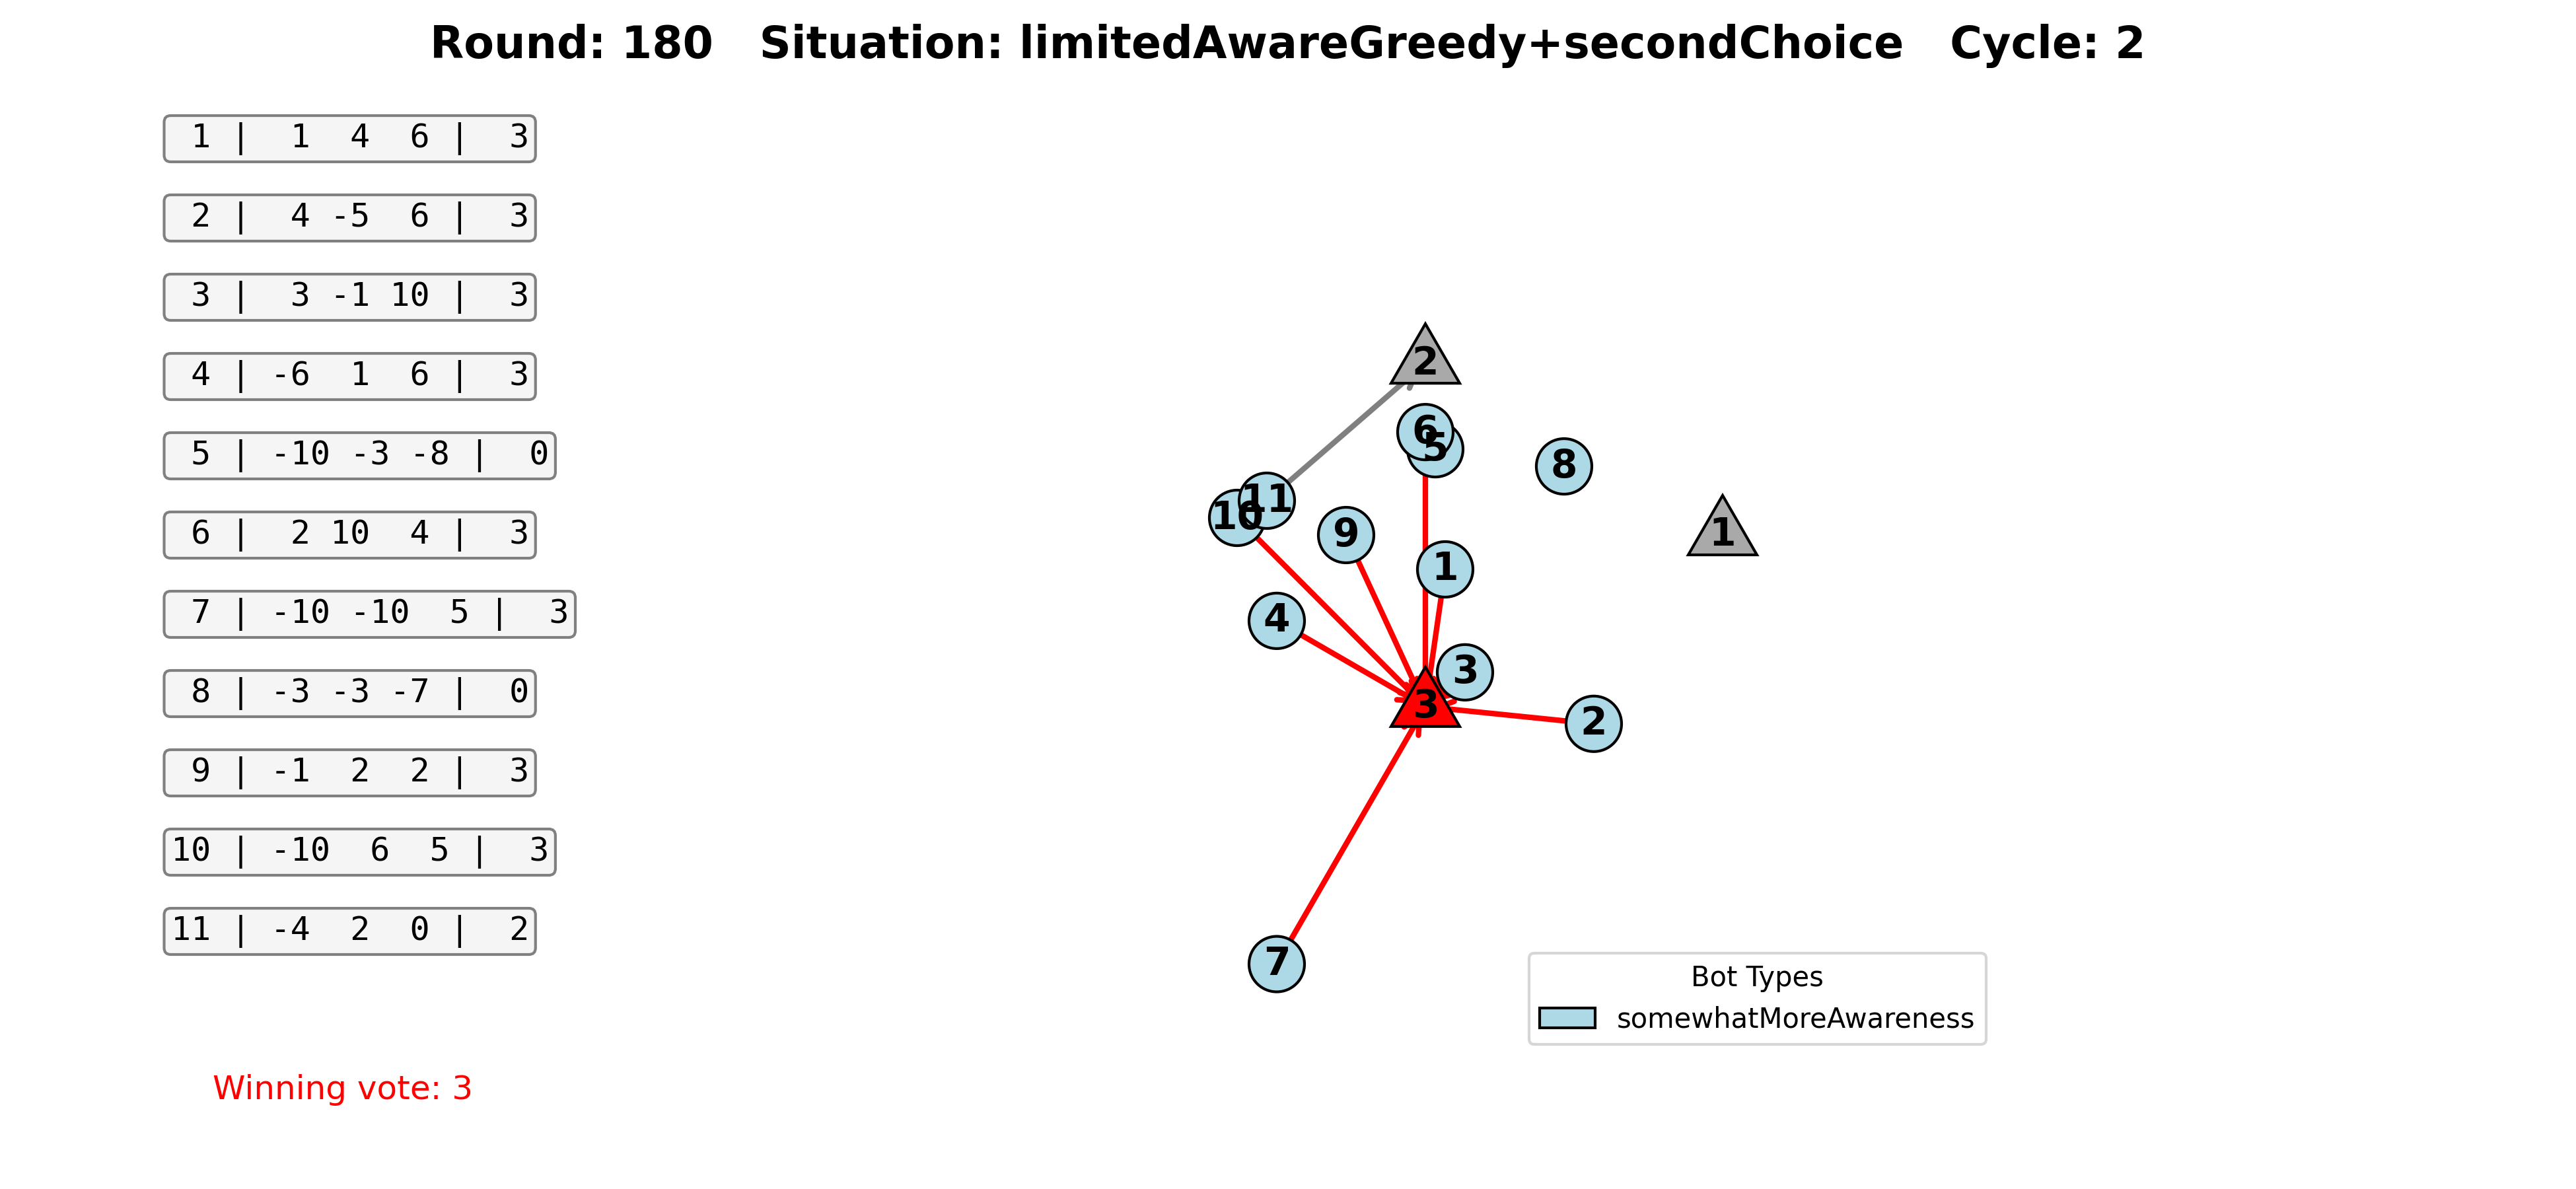 Round: 180   Situation: limitedAwareGreedy+secondChoice   Cycle: 2
1 |  1  4  6 |  3
2 |  4 -5  6 |  3
3 |  3 -1 10 |  3
4 | -6  1  6 |  3
5 | -10 -3 -8 |  0
6 |  2 10  4 |  3
7 | -10 -10  5 |  3
8 | -3 -3 -7 |  0
9 | -1  2  2 |  3
10 | -10  6  5 |  3
11 | -4  2  0 |  2
Winning vote: 3
2
6
5
8
11
10
9
1
1
4
3
3
2
7
Bot Types
somewhatMoreAwareness